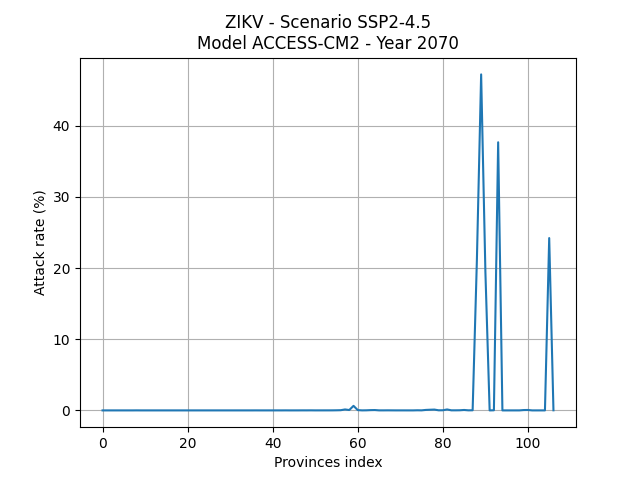 ZIKV - Scenario SSP2-4.5
Model ACCESS-CM2 - Year 2070
Attack rate (%)
40
30
20
10
0
0 20 40 60 80 100
Provinces index